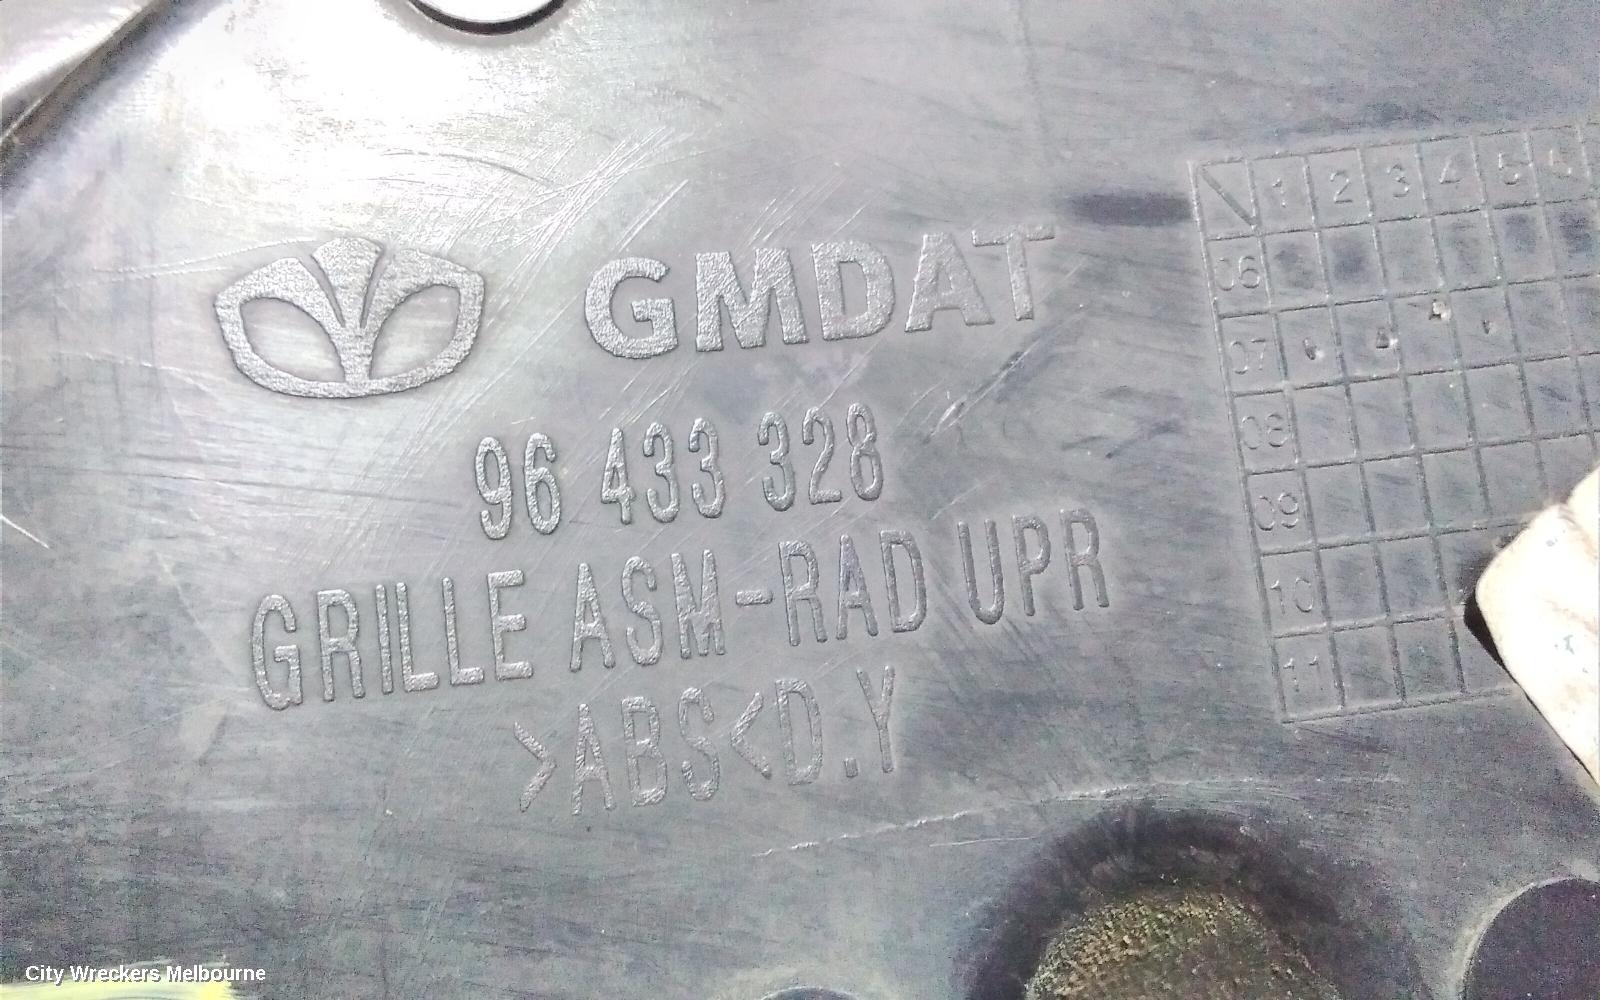 GMDAT
96 433 328
GRILLE ASM-RAD UPR
>ABS<D.Y
1 2 3 4 5
06
07
08
09
10
11
City Wreckers Melbourne